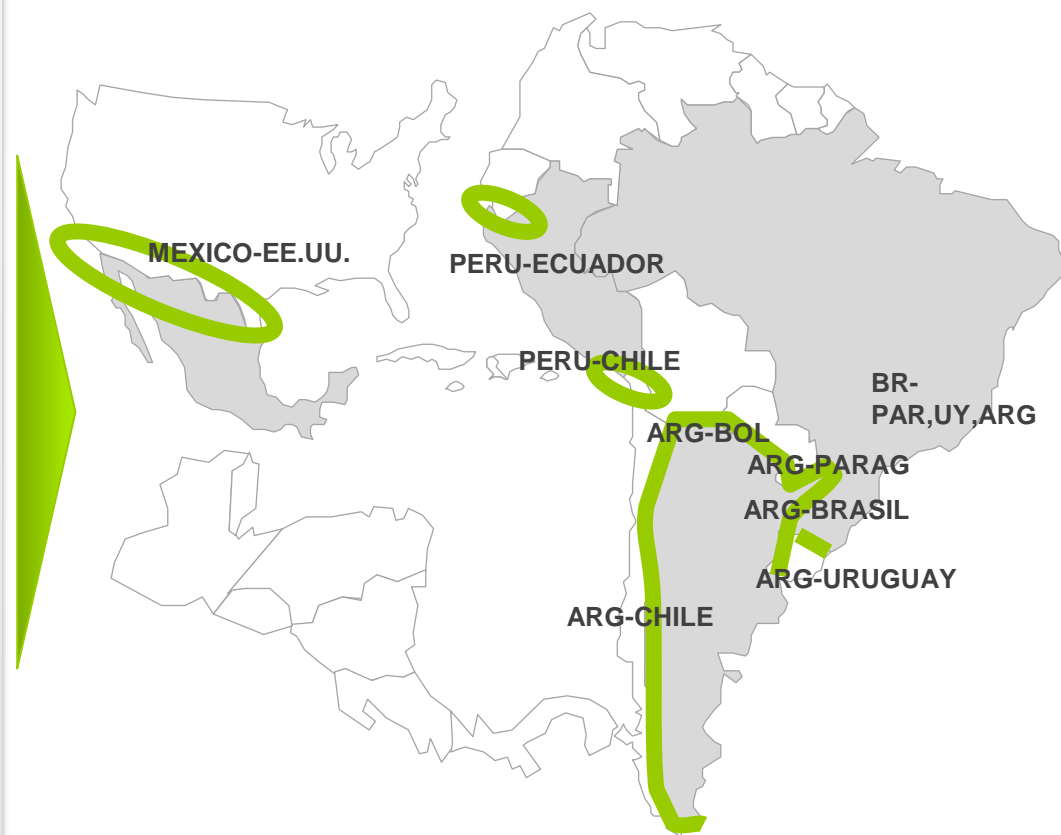 MEXICO-EE.UU.
PERU-ECUADOR
PERU-CHILE
BR-
PAR,UY,ARG
ARG-BOL
ARG-PARAG
ARG-BRASIL
ARG-URUGUAY
ARG-CHILE